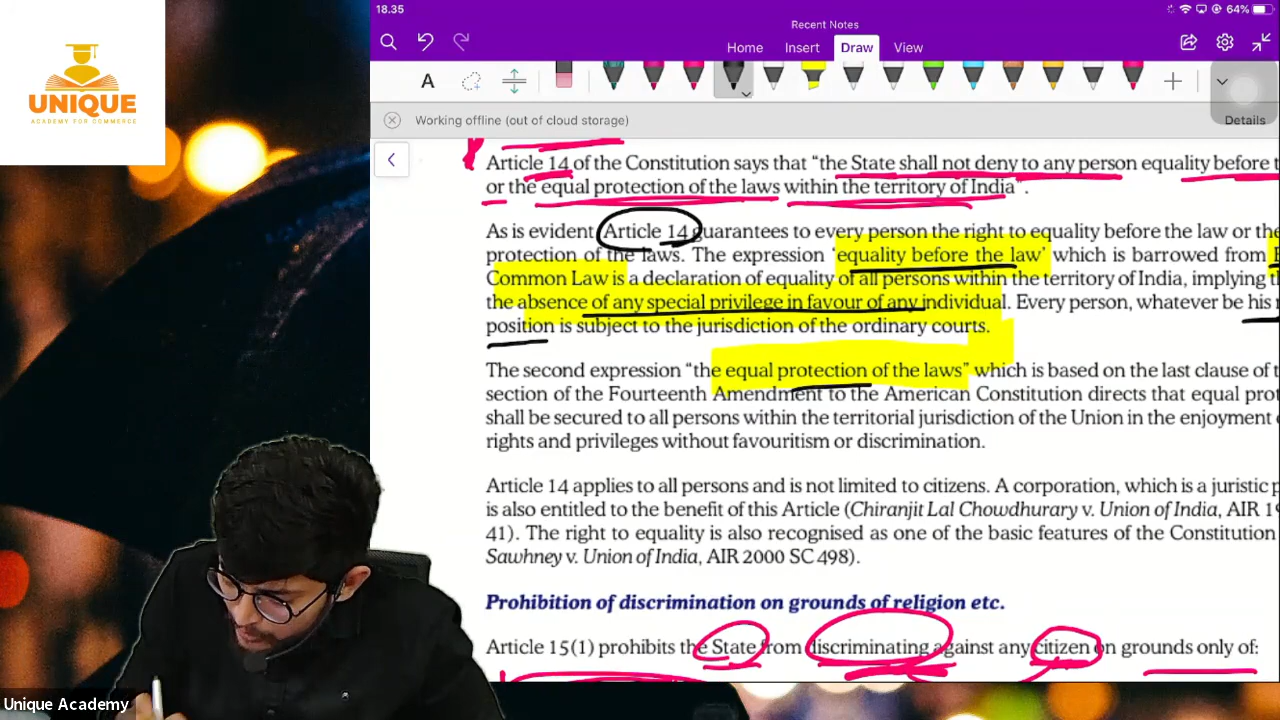 18.35
64%
Recent Notes
Home Insert Draw View
A
Working offline (out of cloud storage)
Details
UNIQUE
ACADEMY FOR COMMERCE
Article 14 of the Constitution says that “the State shall not deny to any person equality before t
or the equal protection of the laws within the territory of India”.
As is evident Article 14 guarantees to every person the right to equality before the law or the
protection of the laws. The expression ‘equality before the law’ which is barrowed from
Common Law is a declaration of equality of all persons within the territory of India, implying t
the absence of any special privilege in favour of any individual. Every person, whatever be his
position is subject to the jurisdiction of the ordinary courts.
The second expression “the equal protection of the laws” which is based on the last clause of t
section of the Fourteenth Amendment to the American Constitution directs that equal prot
shall be secured to all persons within the territorial jurisdiction of the Union in the enjoyment
rights and privileges without favouritism or discrimination.
Article 14 applies to all persons and is not limited to citizens. A corporation, which is a juristic p
is also entitled to the benefit of this Article (Chiranjit Lal Chowdhurary v. Union of India, AIR 19
41). The right to equality is also recognised as one of the basic features of the Constitution
Sawhney v. Union of India, AIR 2000 SC 498).
Prohibition of discrimination on grounds of religion etc.
Article 15(1) prohibits the State from discriminating against any citizen on grounds only of:
Unique Academy